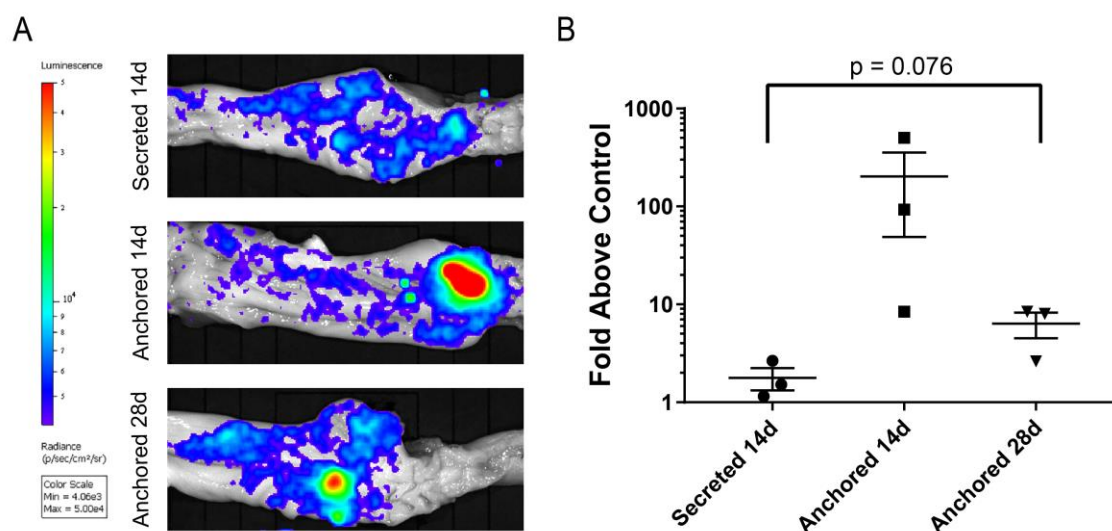 A
Luminescence
5
4
3
2
10⁴
9
8
7
6
5
Radiance
(p/sec/cm²/sr)
Color Scale
Min = 4.06e3
Max = 5.00e4
Secreted 14d
Anchored 14d
Anchored 28d
B
p = 0.076
Fold Above Control
1000
100
10
1
Secreted 14d
Anchored 14d
Anchored 28d